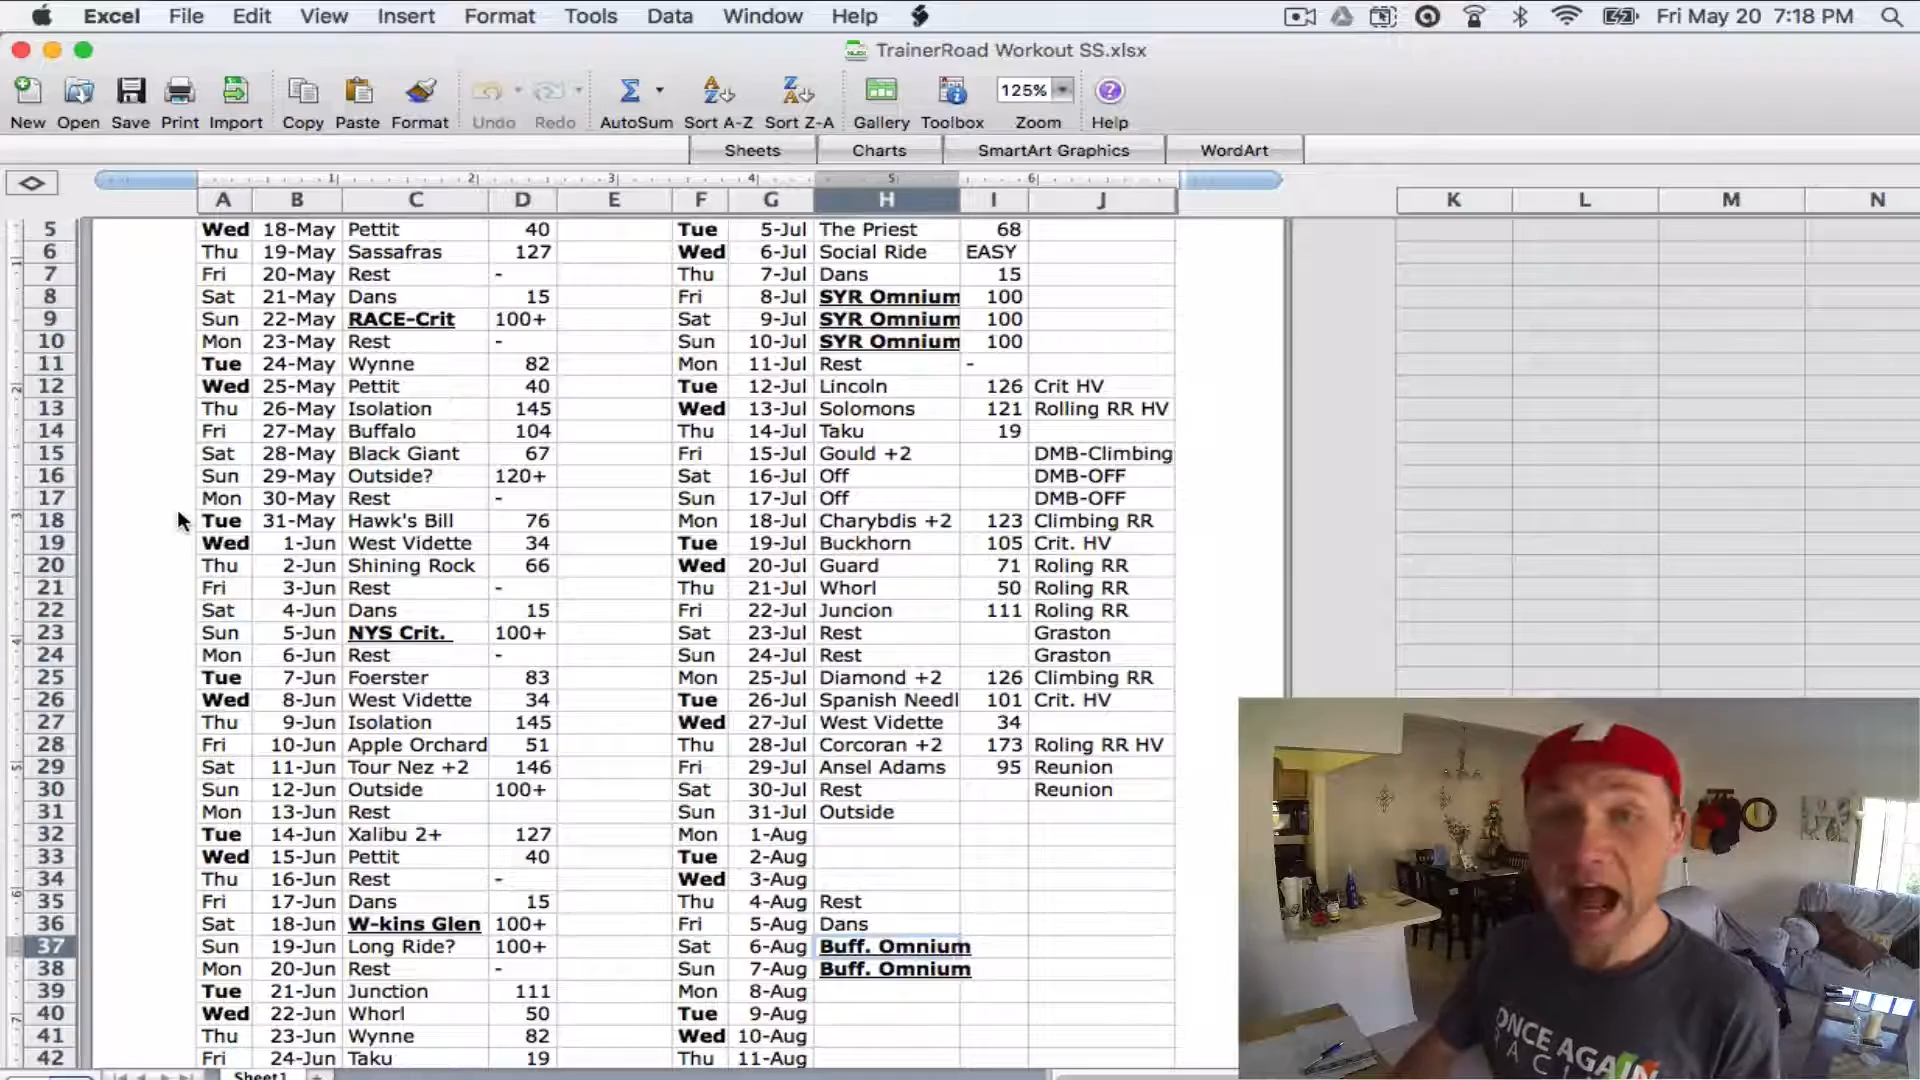 Excel File Edit View Insert Format Tools Data Window Help Fri May 20 7:18 PM
TrainerRoad Workout SS.xlsx
125%
New Open Save Print Import Copy Paste Format Undo Redo AutoSum Sort A-Z Sort Z-A Gallery Toolbox Zoom Help
Sheets Charts SmartArt Graphics WordArt
1 2 3 4 5 6
A B C D E F G H I J K L M N
5 Wed 18-May Pettit 40 Tue 5-Jul The Priest 68
6 Thu 19-May Sassafras 127 Wed 6-Jul Social Ride EASY
7 Fri 20-May Rest - Thu 7-Jul Dans 15
8 Sat 21-May Dans 15 Fri 8-Jul SYR Omnium 100
9 Sun 22-May RACE-Crit 100+ Sat 9-Jul SYR Omnium 100
10 Mon 23-May Rest - Sun 10-Jul SYR Omnium 100
11 Tue 24-May Wynne 82 Mon 11-Jul Rest -
12 Wed 25-May Pettit 40 Tue 12-Jul Lincoln 126 Crit HV
13 Thu 26-May Isolation 145 Wed 13-Jul Solomons 121 Rolling RR HV
14 Fri 27-May Buffalo 104 Thu 14-Jul Taku 19
15 Sat 28-May Black Giant 67 Fri 15-Jul Gould +2 DMB-Climbing
16 Sun 29-May Outside? 120+ Sat 16-Jul Off DMB-OFF
17 Mon 30-May Rest - Sun 17-Jul Off DMB-OFF
18 Tue 31-May Hawk's Bill 76 Mon 18-Jul Charybdis +2 123 Climbing RR
19 Wed 1-Jun West Vidette 34 Tue 19-Jul Buckhorn 105 Crit. HV
20 Thu 2-Jun Shining Rock 66 Wed 20-Jul Guard 71 Roling RR
21 Fri 3-Jun Rest - Thu 21-Jul Whorl 50 Roling RR
22 Sat 4-Jun Dans 15 Fri 22-Jul Juncion 111 Roling RR
23 Sun 5-Jun NYS Crit. 100+ Sat 23-Jul Rest Graston
24 Mon 6-Jun Rest - Sun 24-Jul Rest Graston
25 Tue 7-Jun Foerster 83 Mon 25-Jul Diamond +2 126 Climbing RR
26 Wed 8-Jun West Vidette 34 Tue 26-Jul Spanish Needl 101 Crit. HV
27 Thu 9-Jun Isolation 145 Wed 27-Jul West Vidette 34
28 Fri 10-Jun Apple Orchard 51 Thu 28-Jul Corcoran +2 173 Roling RR HV
29 Sat 11-Jun Tour Nez +2 146 Fri 29-Jul Ansel Adams 95 Reunion
30 Sun 12-Jun Outside 100+ Sat 30-Jul Rest Reunion
31 Mon 13-Jun Rest Sun 31-Jul Outside
32 Tue 14-Jun Xalibu 2+ 127 Mon 1-Aug
33 Wed 15-Jun Pettit 40 Tue 2-Aug
34 Thu 16-Jun Rest - Wed 3-Aug
35 Fri 17-Jun Dans 15 Thu 4-Aug Rest
36 Sat 18-Jun W-kins Glen 100+ Fri 5-Aug Dans
37 Sun 19-Jun Long Ride? 100+ Sat 6-Aug Buff. Omnium
38 Mon 20-Jun Rest - Sun 7-Aug Buff. Omnium
39 Tue 21-Jun Junction 111 Mon 8-Aug
40 Wed 22-Jun Whorl 50 Tue 9-Aug
41 Thu 23-Jun Wynne 82 Wed 10-Aug
42 Fri 24-Jun Taku 19 Thu 11-Aug
Sheet1
ONCE AGAIN